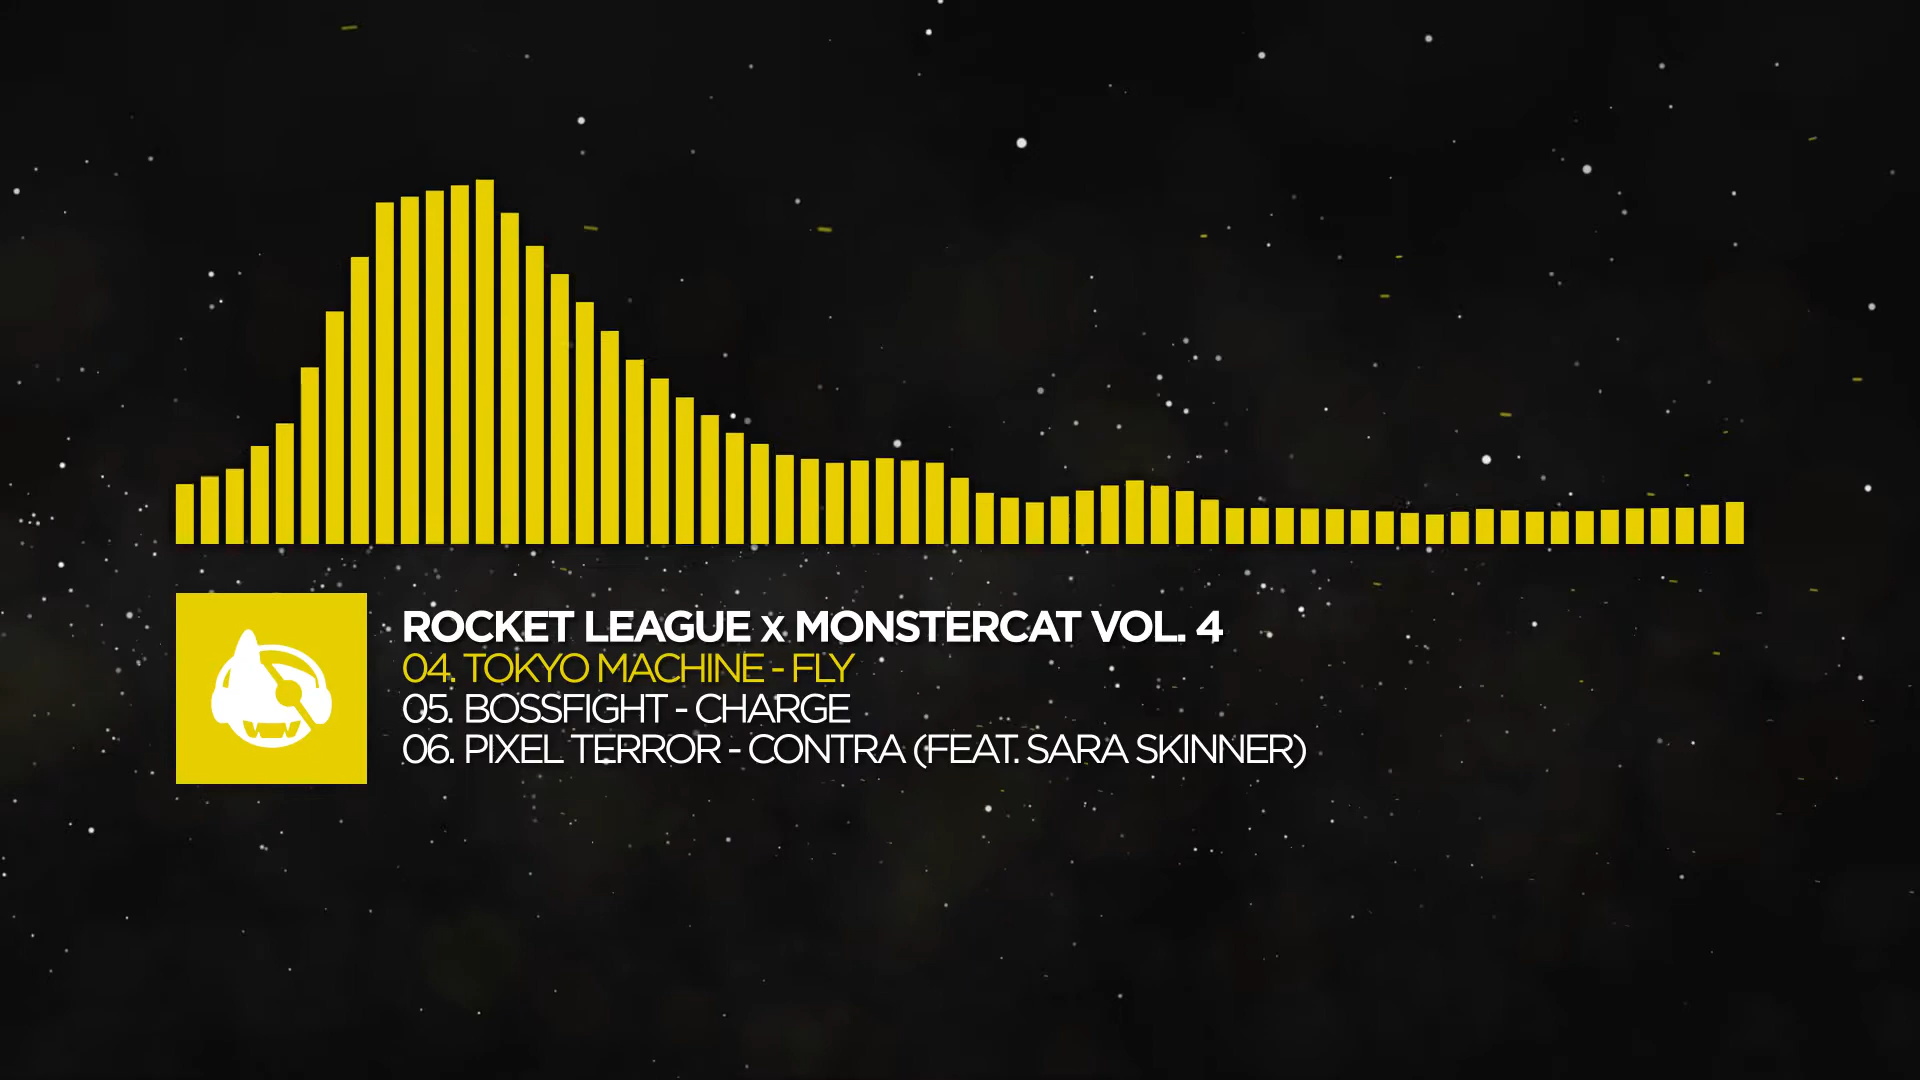 ROCKET LEAGUE x MONSTERCAT VOL. 4
04. TOKYO MACHINE - FLY
05. BOSSFIGHT - CHARGE
06. PIXEL TERROR - CONTRA (FEAT. SARA SKINNER)